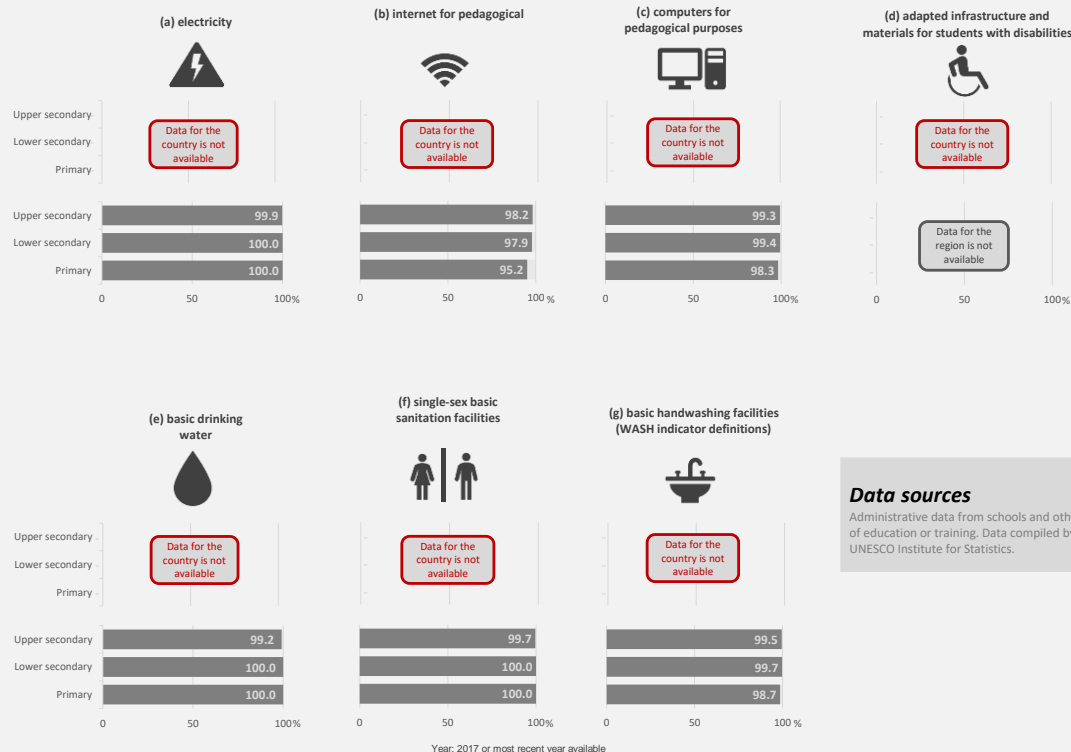 (a) electricity
(b) internet for pedagogical
(c) computers for
pedagogical purposes
(d) adapted infrastructure and
materials for students with disabilities
Upper secondary
Lower secondary
Primary
Data for the
country is not
available
Data for the
country is not
available
Data for the
country is not
available
Data for the
country is not
available
Upper secondary
Lower secondary
Primary
99.9
100.0
100.0
98.2
97.9
95.2
99.3
99.4
98.3
Data for the
region is not
available
0 50 100%
0 50 100 %
0 50 100%
0 50 100%
(e) basic drinking
water
(f) single-sex basic
sanitation facilities
(g) basic handwashing facilities
(WASH indicator definitions)
Upper secondary
Lower secondary
Primary
Data for the
country is not
available
Data for the
country is not
available
Data for the
country is not
available
Data sources
Administrative data from schools and oth
of education or training. Data compiled by
UNESCO Institute for Statistics.
Upper secondary
Lower secondary
Primary
99.2
100.0
100.0
99.7
100.0
100.0
99.5
99.7
98.7
0 50 100%
0 50 100%
0 50 100 %
Year: 2017 or most recent year available